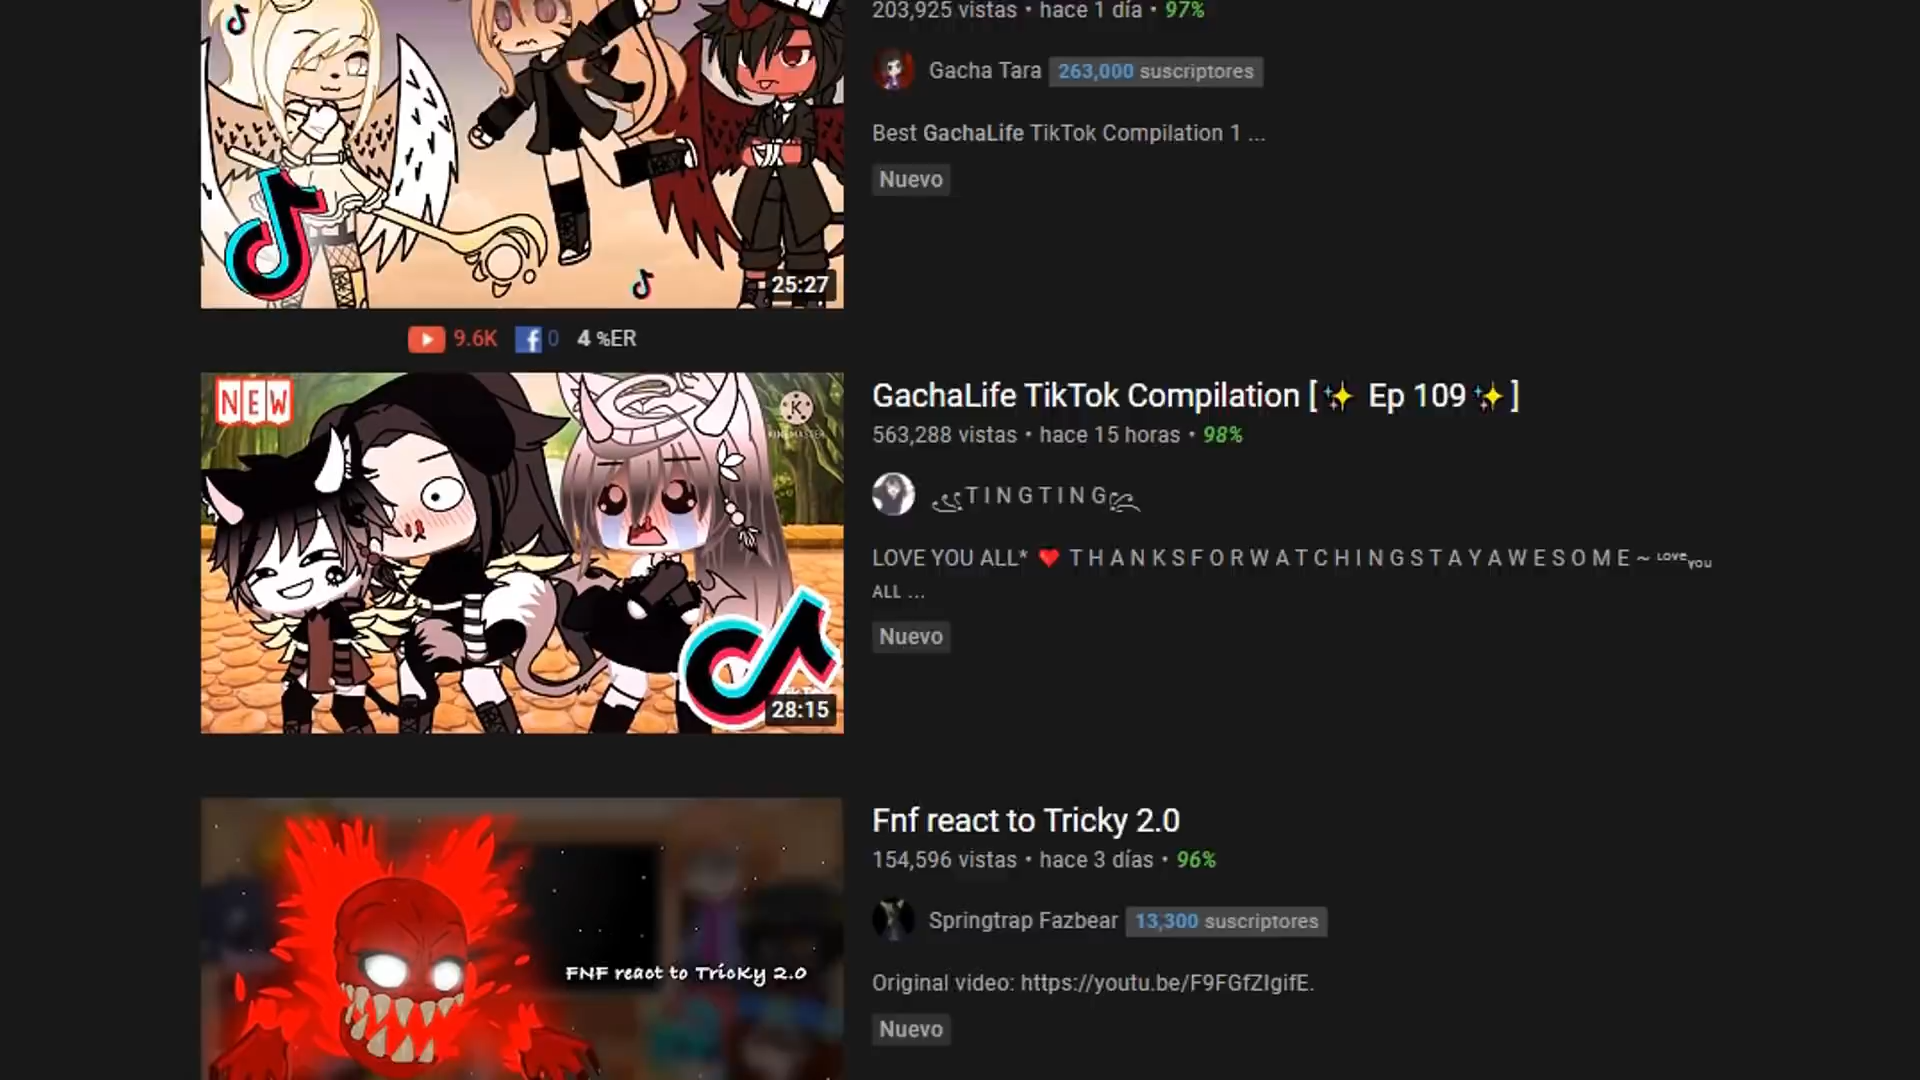 203,925 vistas • hace 1 día • 97%
Gacha Tara 263,000 suscriptores
Best GachaLife TikTok Compilation 1 ...
Nuevo
25:27
9.6K 0 4 %ER
NEW
K
KINEMASTER
28:15
GachaLife TikTok Compilation [✨ Ep 109✨]
563,288 vistas • hace 15 horas • 98%
T I N G T I N G
LOVE YOU ALL* ❤ T H A N K S F O R W A T C H I N G S T A Y A W E S O M E ~ ᴸᵒᵛᵉyou
ALL ...
Nuevo
FNF react to Tricky 2.0
Fnf react to Tricky 2.0
154,596 vistas • hace 3 días • 96%
Springtrap Fazbear 13,300 suscriptores
Original video: https://youtu.be/F9FGfZIgifE.
Nuevo